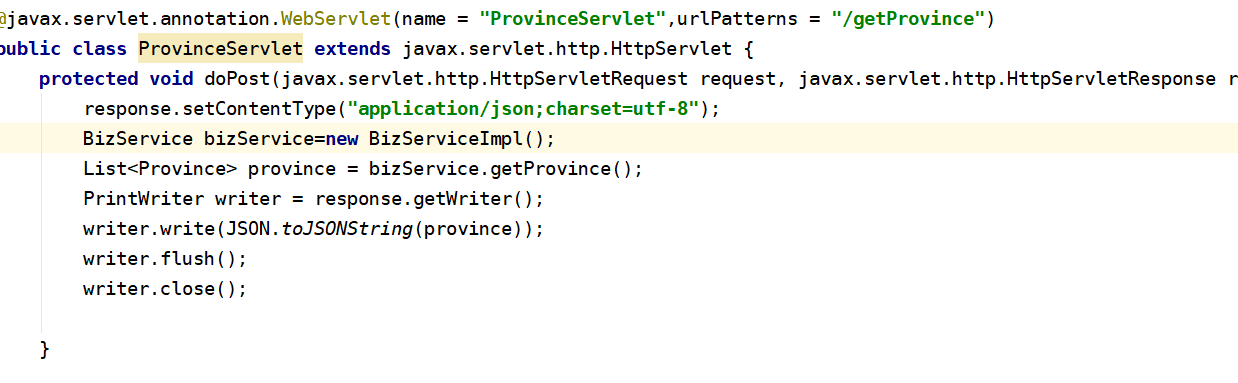 @javax.servlet.annotation.WebServlet(name = "ProvinceServlet",urlPatterns = "/getProvince")
public class ProvinceServlet extends javax.servlet.http.HttpServlet {
protected void doPost(javax.servlet.http.HttpServletRequest request, javax.servlet.http.HttpServletResponse r
response.setContentType("application/json;charset=utf-8");
BizService bizService=new BizServiceImpl();
List<Province> province = bizService.getProvince();
PrintWriter writer = response.getWriter();
writer.write(JSON.toJSONString(province));
writer.flush();
writer.close();
}